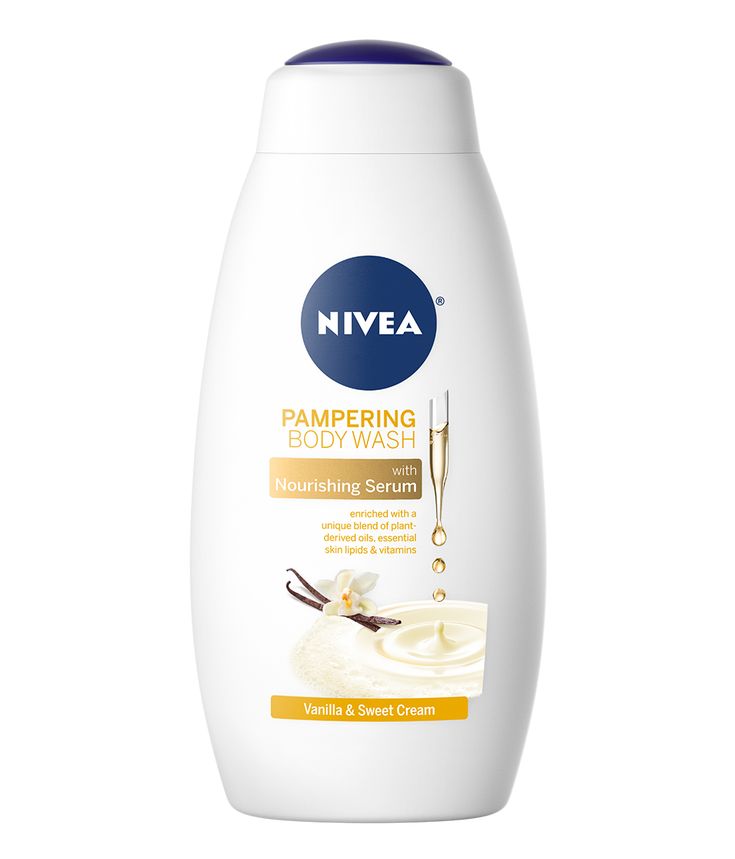 NIVEA®
PAMPERING
BODY WASH
with
Nourishing Serum
enriched with a
unique blend of plant-
derived oils, essential
skin lipids & vitamins
Vanilla & Sweet Cream